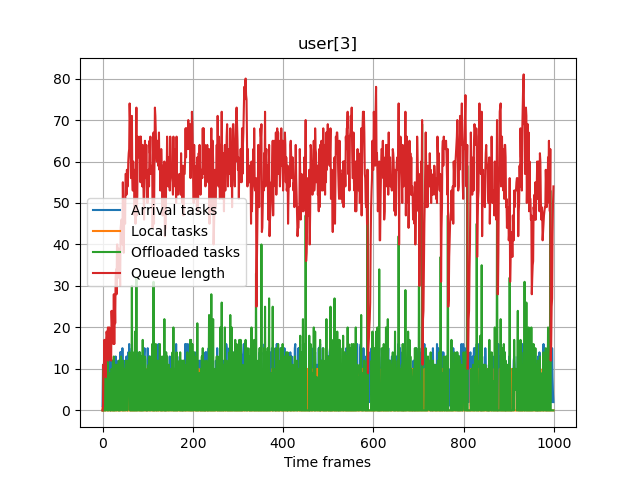 user[3]
80
70
60
50
40
30
20
10
0
Arrival tasks
Local tasks
Offloaded tasks
Queue length
0 200 400 600 800 1000
Time frames